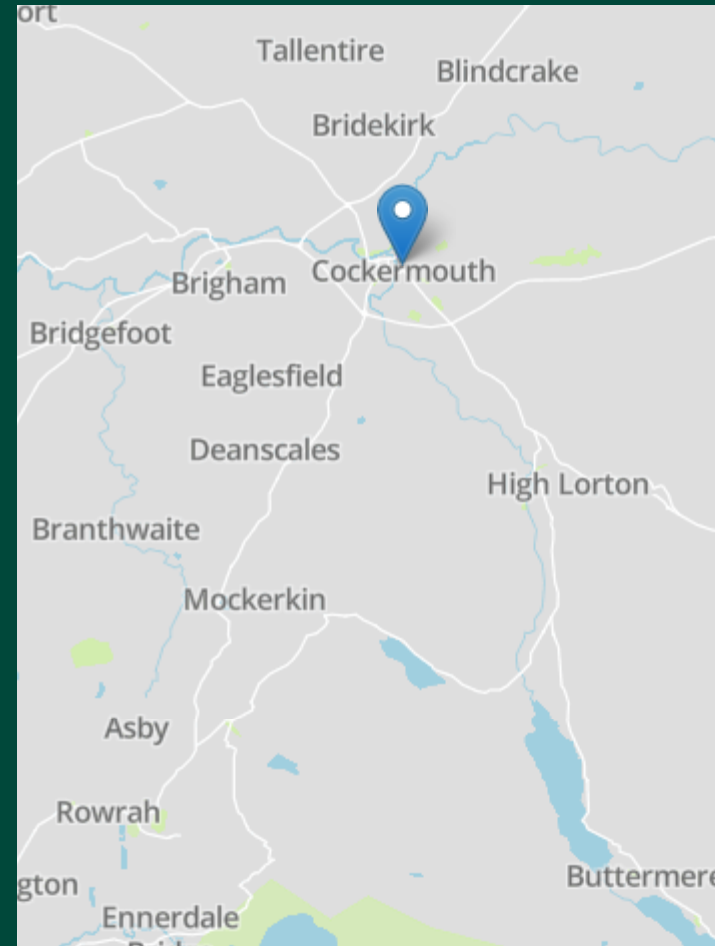 ort
Tallentire
Blindcrake
Bridekirk
Cockermouth
Brigham
Bridgefoot
Eaglesfield
Deanscales
High Lorton
Branthwaite
Mockerkin
Asby
Rowrah
Buttermere
gton
Ennerdale